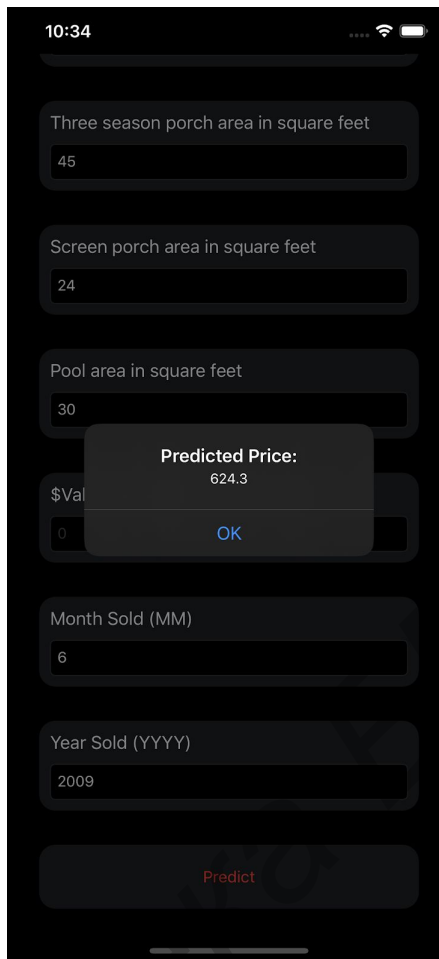 10:34
Three season porch area in square feet
45
Screen porch area in square feet
24
Pool area in square feet
30
Predicted Price:
624.3
$Val
OK
0
Month Sold (MM)
6
Year Sold (YYYY)
2009
Predict